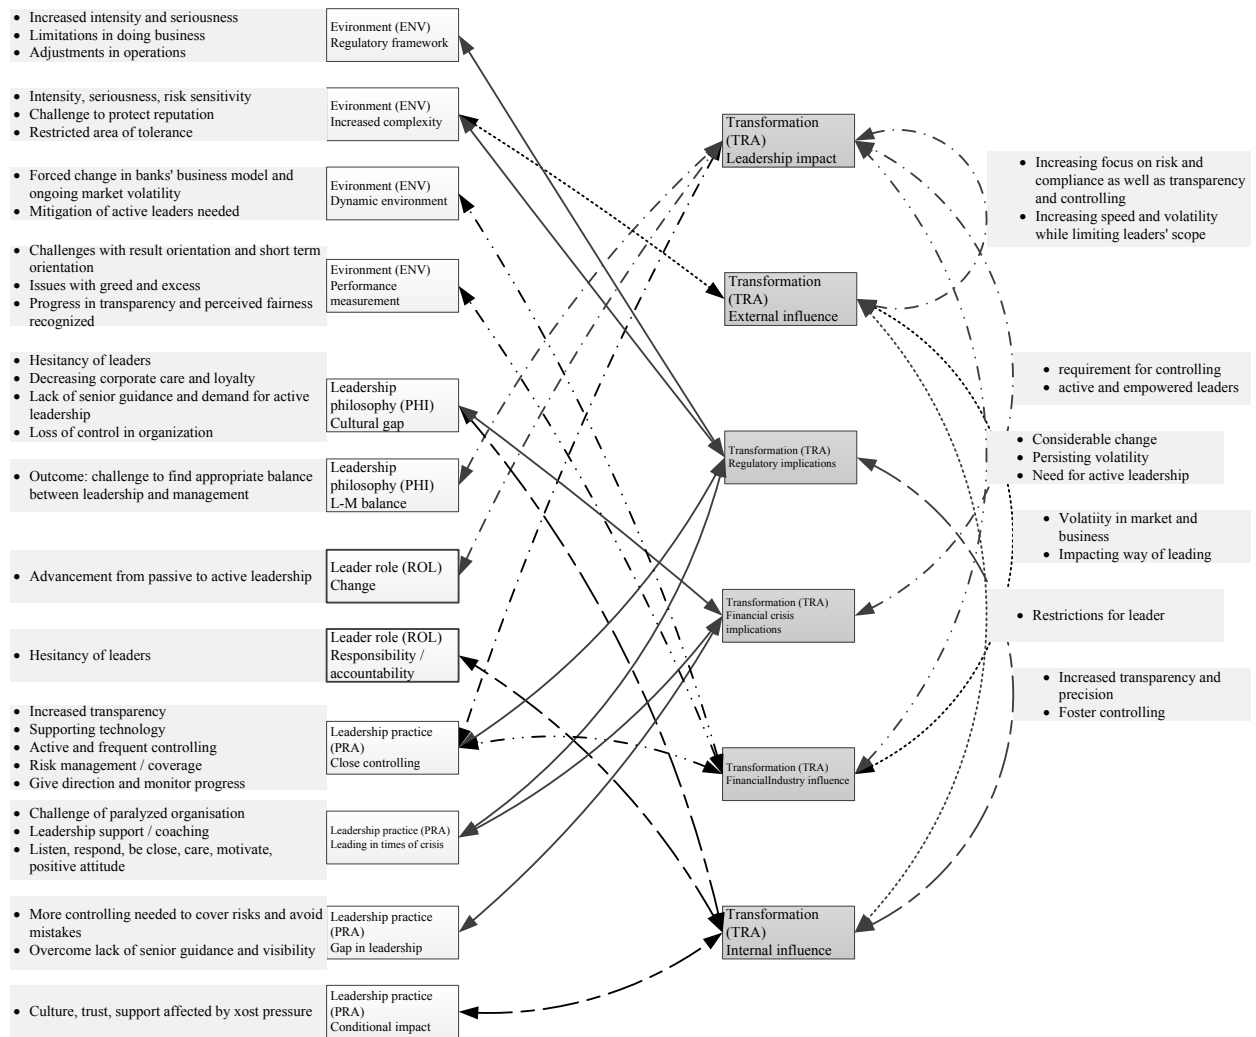 Increased intensity and seriousness
Limitations in doing business
Adjustments in operations
Evironment (ENV)
Regulatory framework
Intensity, seriousness, risk sensitivity
Challenge to protect reputation
Restricted area of tolerance
Evironment (ENV)
Increased complexity
Forced change in banks' business model and
ongoing market volatility
Mitigation of active leaders needed
Evironment (ENV)
Dynamic environment
Challenges with result orientation and short term
orientation
Issues with greed and excess
Progress in transparency and perceived fairness
recognized
Evironment (ENV)
Performance
measurement
Hesitancy of leaders
Decreasing corporate care and loyalty
Lack of senior guidance and demand for active
leadership
Loss of control in organization
Leadership
philosophy (PHI)
Cultural gap
Outcome: challenge to find appropriate balance
between leadership and management
Leadership
philosophy (PHI)
L-M balance
Advancement from passive to active leadership
Leader role (ROL)
Change
Hesitancy of leaders
Leader role (ROL)
Responsibility /
accountability
Increased transparency
Supporting technology
Active and frequent controlling
Risk management / coverage
Give direction and monitor progress
Leadership practice
(PRA)
Close controlling
Challenge of paralyzed organisation
Leadership support / coaching
Listen, respond, be close, care, motivate,
positive attitude
Leadership practice (PRA)
Leading in times of crisis
More controlling needed to cover risks and avoid
mistakes
Overcome lack of senior guidance and visibility
Leadership practice
(PRA)
Gap in leadership
Culture, trust, support affected by xost pressure
Leadership practice
(PRA)
Conditional impact
Transformation
(TRA)
Leadership impact
Transformation
(TRA)
External influence
Transformation (TRA)
Regulatory implications
Transformation (TRA)
Financial crisis
implications
Transformation (TRA)
FinancialIndustry influence
Transformation
(TRA)
Internal influence
Increasing focus on risk and
compliance as well as transparency
and controlling
Increasing speed and volatility
while limiting leaders' scope
requirement for controlling
active and empowered leaders
Considerable change
Persisting volatility
Need for active leadership
Volatiity in market and
business
Impacting way of leading
Restrictions for leader
Increased transparency and
precision
Foster controlling